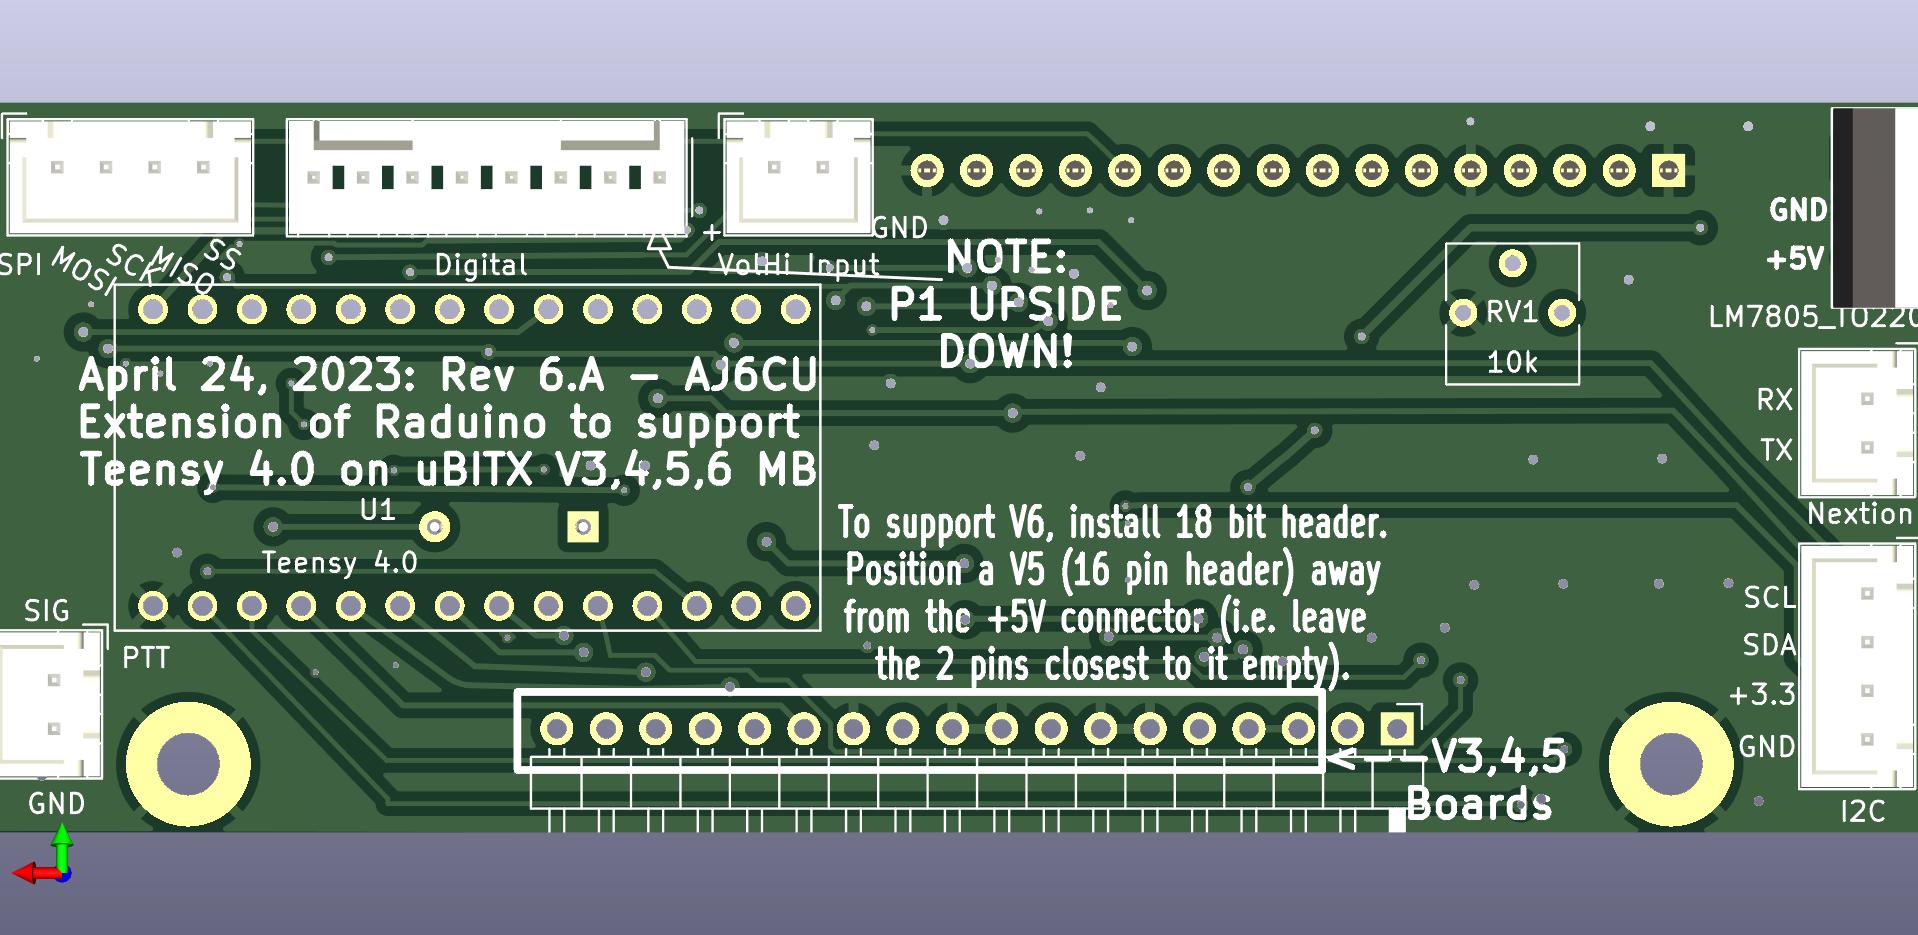 SPI
MOSI
SCK
MISO
SS
Digital
+
VolHi Input
GND
NOTE:
P1 UPSIDE
DOWN!
GND
+5V
LM7805_TO220
RV1
10k
April 24, 2023: Rev 6.A – AJ6CU
Extension of Raduino to support
Teensy 4.0 on uBITX V3,4,5,6 MB
U1
Teensy 4.0
RX
TX
Nextion
To support V6, install 18 bit header.
Position a V5 (16 pin header) away
from the +5V connector (i.e. leave
the 2 pins closest to it empty).
SIG
PTT
GND
SCL
SDA
+3.3
GND
I2C
<--V3,4,5
Boards